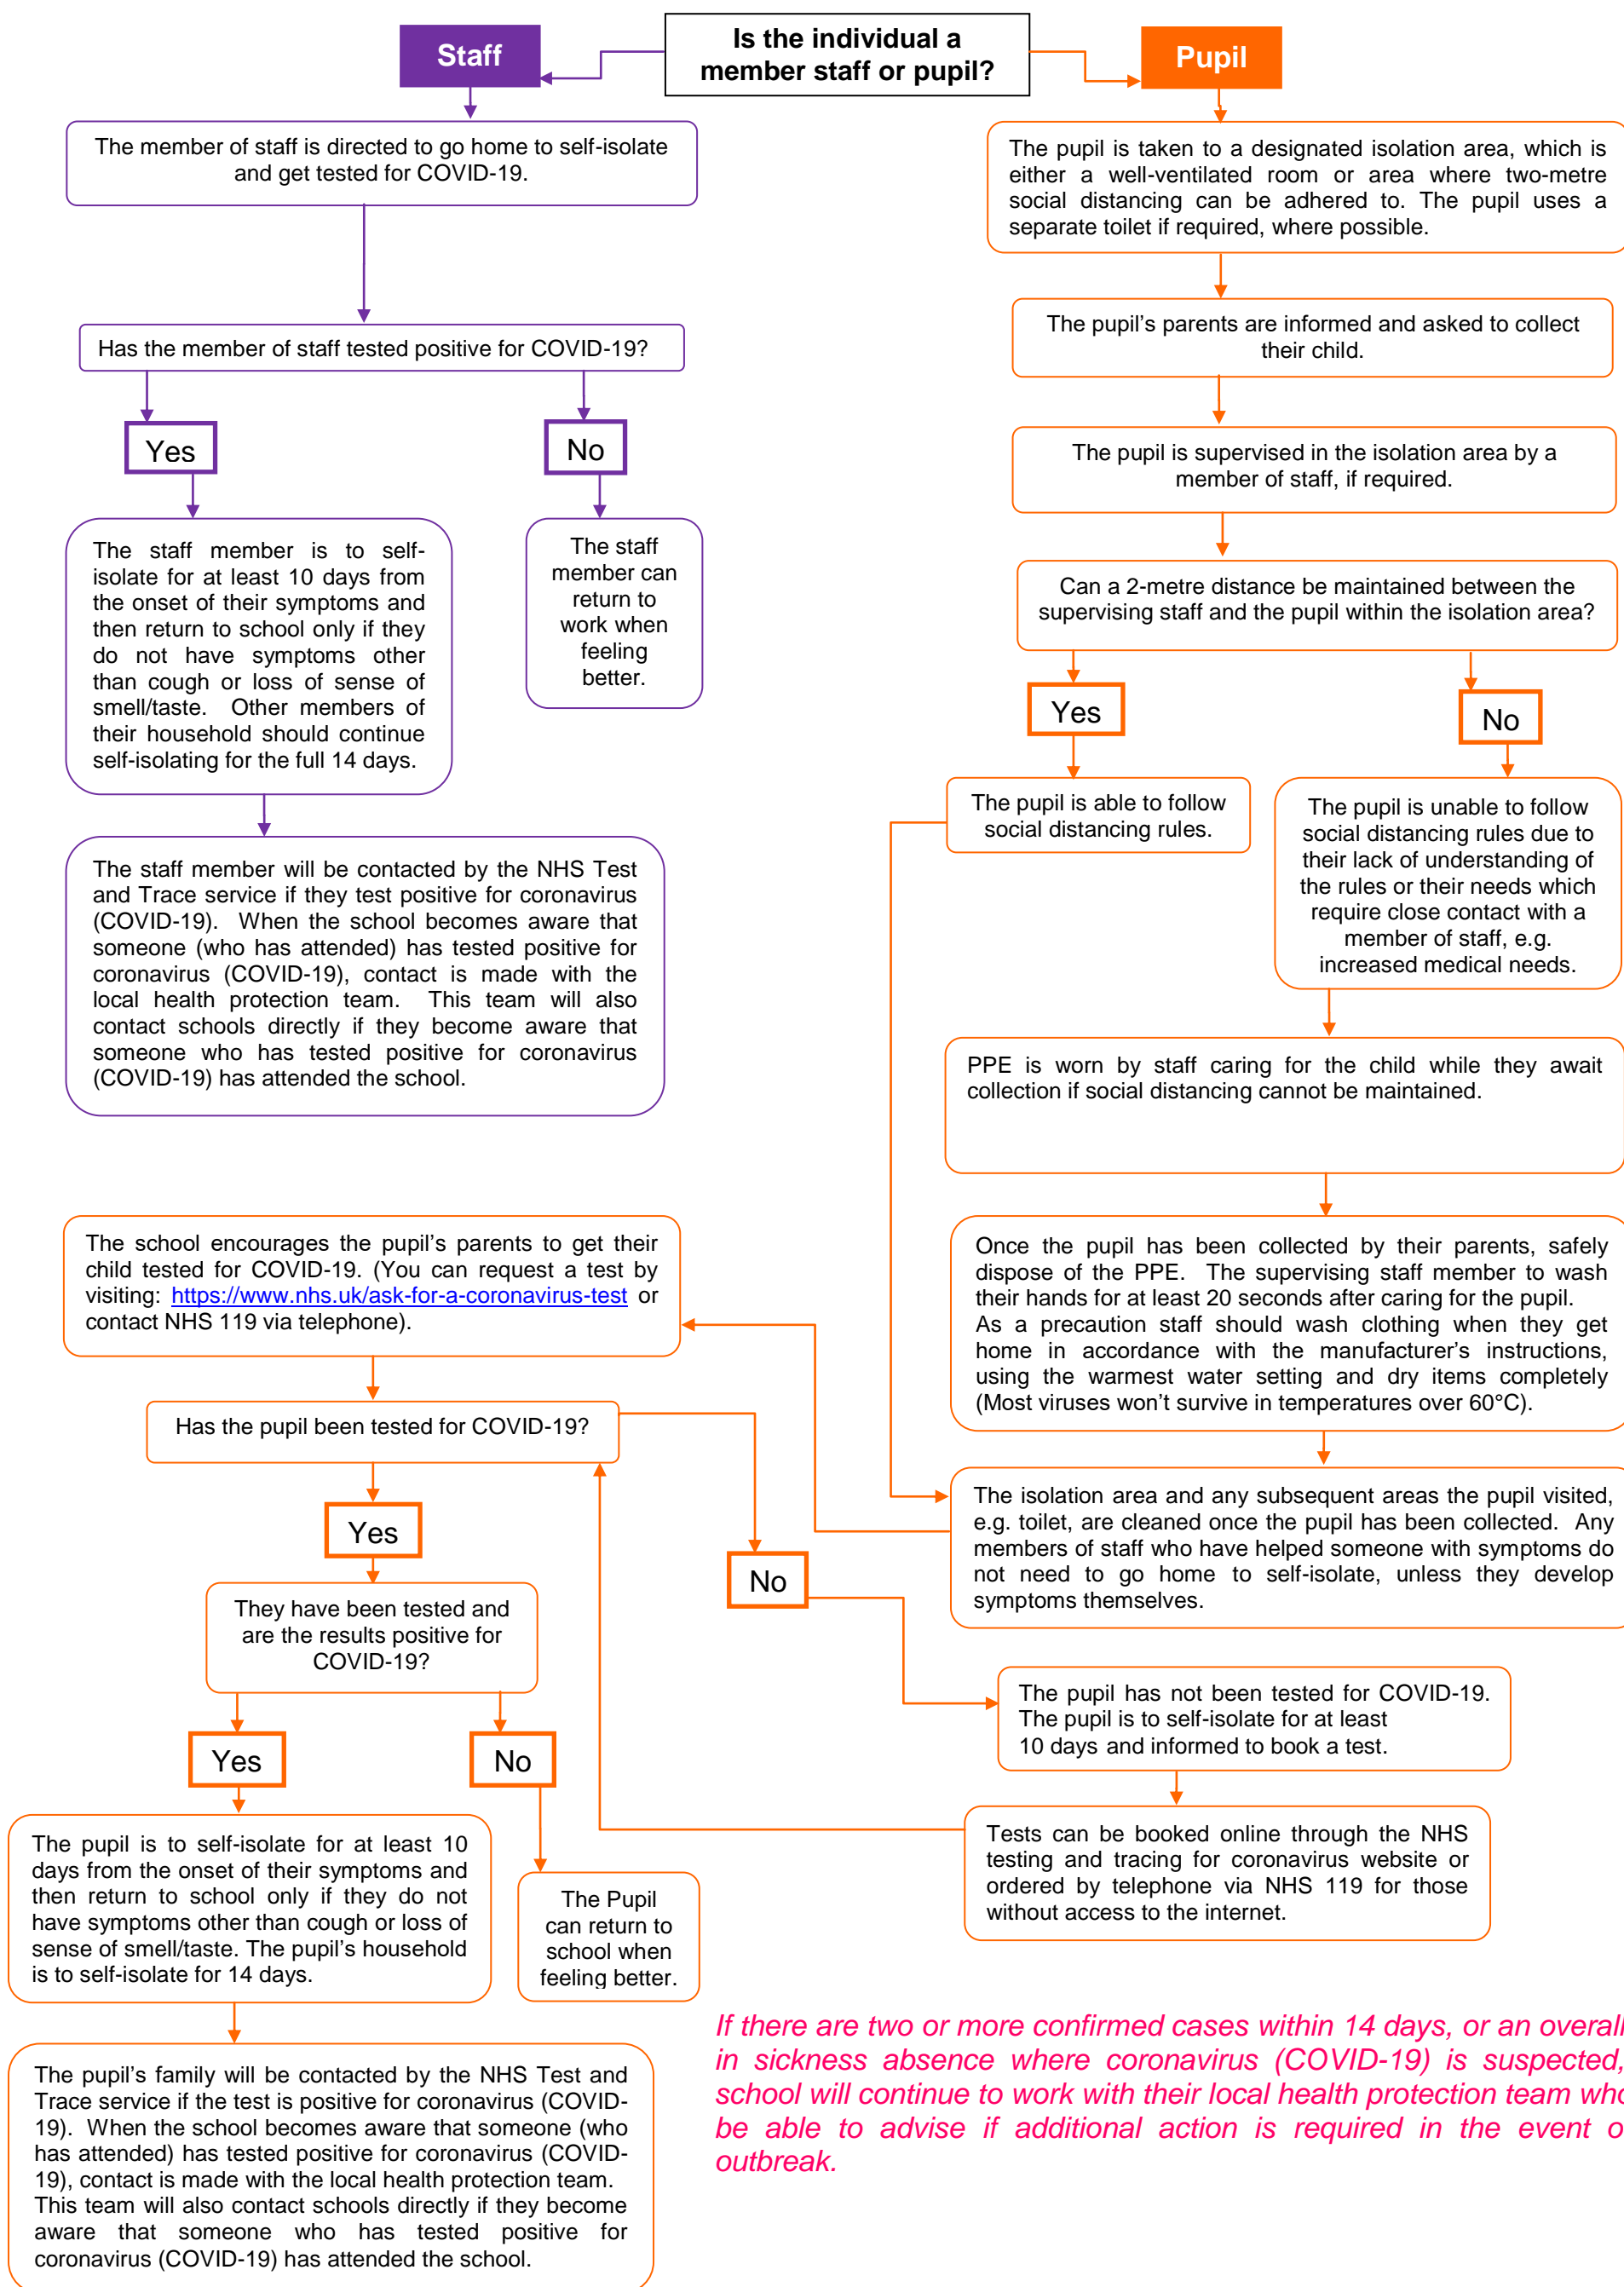 Is the individual a
member staff or pupil?
Staff
Pupil
The member of staff is directed to go home to self-isolate
and get tested for COVID-19.
Has the member of staff tested positive for COVID-19?
Yes
No
The staff member is to self-
isolate for at least 10 days from
the onset of their symptoms and
then return to school only if they
do not have symptoms other
than cough or loss of sense of
smell/taste. Other members of
their household should continue
self-isolating for the full 14 days.
The staff
member can
return to
work when
feeling
better.
The staff member will be contacted by the NHS Test
and Trace service if they test positive for coronavirus
(COVID-19). When the school becomes aware that
someone (who has attended) has tested positive for
coronavirus (COVID-19), contact is made with the
local health protection team. This team will also
contact schools directly if they become aware that
someone who has tested positive for coronavirus
(COVID-19) has attended the school.
The pupil is taken to a designated isolation area, which is
either a well-ventilated room or area where two-metre
social distancing can be adhered to. The pupil uses a
separate toilet if required, where possible.
The pupil's parents are informed and asked to collect
their child.
The pupil is supervised in the isolation area by a
member of staff, if required.
Can a 2-metre distance be maintained between the
supervising staff and the pupil within the isolation area?
Yes
No
The pupil is able to follow
social distancing rules.
The pupil is unable to follow
social distancing rules due to
their lack of understanding of
the rules or their needs which
require close contact with a
member of staff, e.g.
increased medical needs.
PPE is worn by staff caring for the child while they await
collection if social distancing cannot be maintained.
Once the pupil has been collected by their parents, safely
dispose of the PPE. The supervising staff member to wash
their hands for at least 20 seconds after caring for the pupil.
As a precaution staff should wash clothing when they get
home in accordance with the manufacturer's instructions,
using the warmest water setting and dry items completely
(Most viruses won't survive in temperatures over 60°C).
The isolation area and any subsequent areas the pupil visited,
e.g. toilet, are cleaned once the pupil has been collected. Any
members of staff who have helped someone with symptoms do
not need to go home to self-isolate, unless they develop
symptoms themselves.
The school encourages the pupil's parents to get their
child tested for COVID-19. (You can request a test by
visiting: https://www.nhs.uk/ask-for-a-coronavirus-test or
contact NHS 119 via telephone).
Has the pupil been tested for COVID-19?
Yes
No
They have been tested and
are the results positive for
COVID-19?
Yes
No
The pupil has not been tested for COVID-19.
The pupil is to self-isolate for at least
10 days and informed to book a test.
Tests can be booked online through the NHS
testing and tracing for coronavirus website or
ordered by telephone via NHS 119 for those
without access to the internet.
The pupil is to self-isolate for at least 10
days from the onset of their symptoms and
then return to school only if they do not
have symptoms other than cough or loss of
sense of smell/taste. The pupil's household
is to self-isolate for 14 days.
The Pupil
can return to
school when
feeling better.
The pupil's family will be contacted by the NHS Test and
Trace service if the test is positive for coronavirus (COVID-
19). When the school becomes aware that someone (who
has attended) has tested positive for coronavirus (COVID-
19), contact is made with the local health protection team.
This team will also contact schools directly if they become
aware that someone who has tested positive for
coronavirus (COVID-19) has attended the school.
If there are two or more confirmed cases within 14 days, or an overall
in sickness absence where coronavirus (COVID-19) is suspected,
school will continue to work with their local health protection team who
be able to advise if additional action is required in the event o
outbreak.